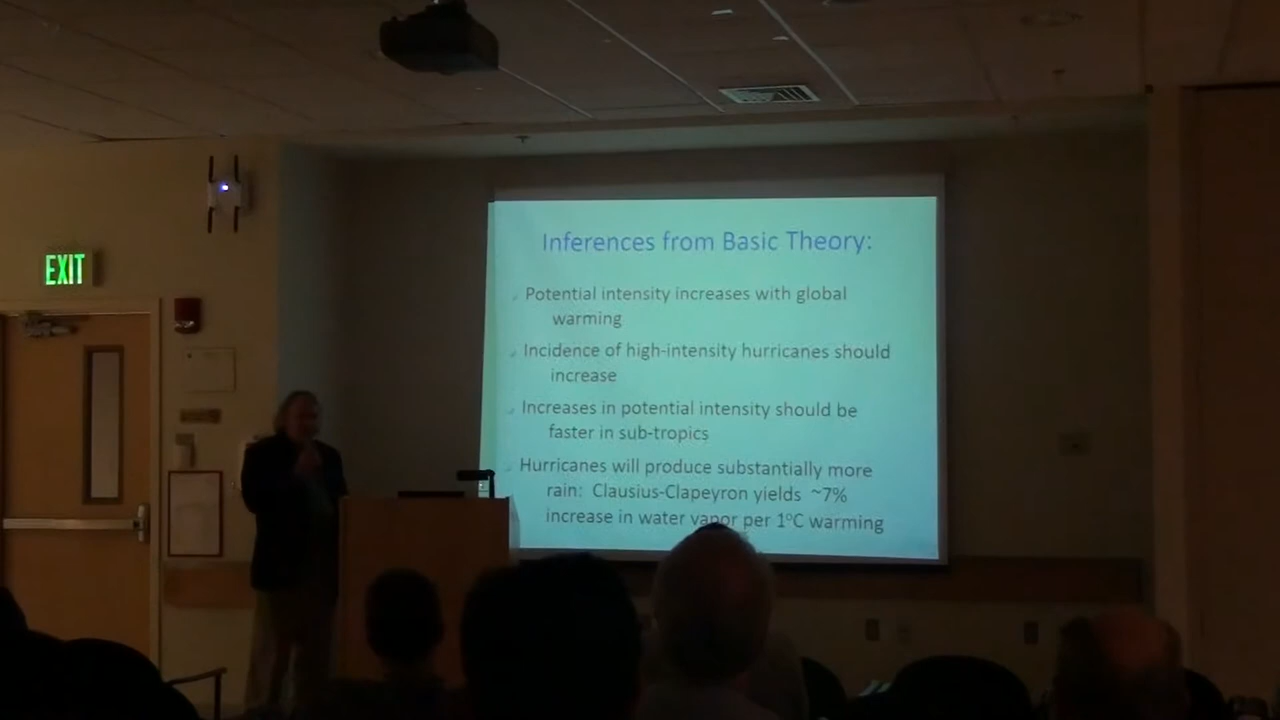 EXIT
Inferences from Basic Theory:
Potential intensity increases with global
warming
Incidence of high-intensity hurricanes should
increase
Increases in potential intensity should be
faster in sub-tropics
Hurricanes will produce substantially more
rain: Clausius-Clapeyron yields ~7%
increase in water vapor per 1°C warming